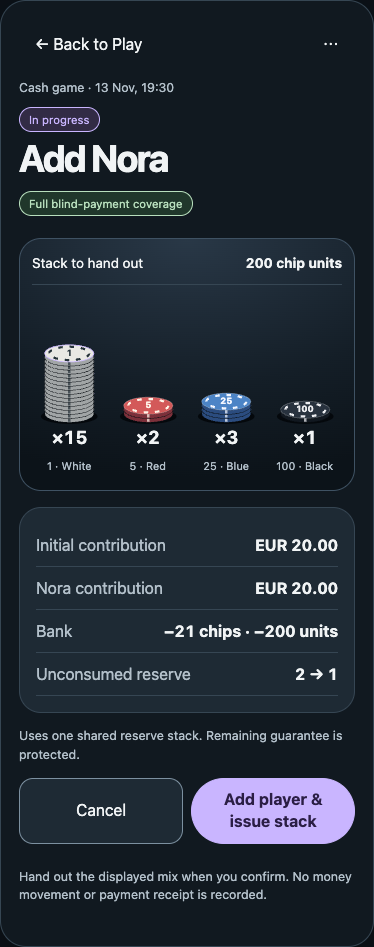 ← Back to Play
···
Cash game · 13 Nov, 19:30
In progress
Add Nora
Full blind-payment coverage
Stack to hand out 200 chip units
1 5 25 100
×15 ×2 ×3 ×1
1 · White 5 · Red 25 · Blue 100 · Black
Initial contribution EUR 20.00
Nora contribution EUR 20.00
Bank −21 chips · −200 units
Unconsumed reserve 2 → 1
Uses one shared reserve stack. Remaining guarantee is
protected.
Cancel
Add player &
issue stack
Hand out the displayed mix when you confirm. No money
movement or payment receipt is recorded.